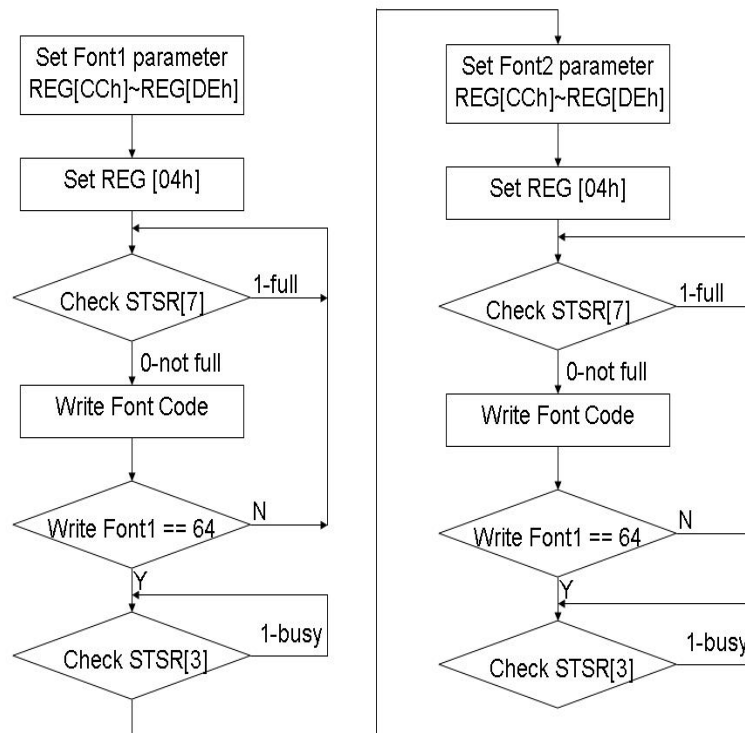 Set Font1 parameter
REG[CCh]~REG[DEh]
Set REG [04h]
Check STSR[7]
1-full
0-not full
Write Font Code
Write Font1 == 64
N
Y
1-busy
Check STSR[3]
Set Font2 parameter
REG[CCh]~REG[DEh]
Set REG [04h]
Check STSR[7]
1-full
0-not full
Write Font Code
Write Font1 == 64
N
Y
1-busy
Check STSR[3]